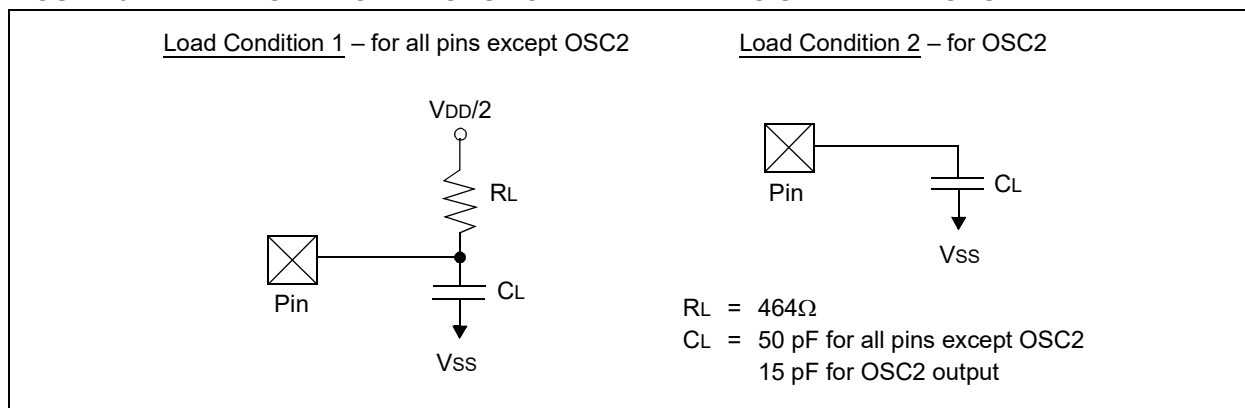 Load Condition 1 – for all pins except OSC2
Load Condition 2 – for OSC2
VDD/2
RL
Pin
CL
VSS
Pin
CL
VSS
RL = 464Ω
CL = 50 pF for all pins except OSC2
15 pF for OSC2 output